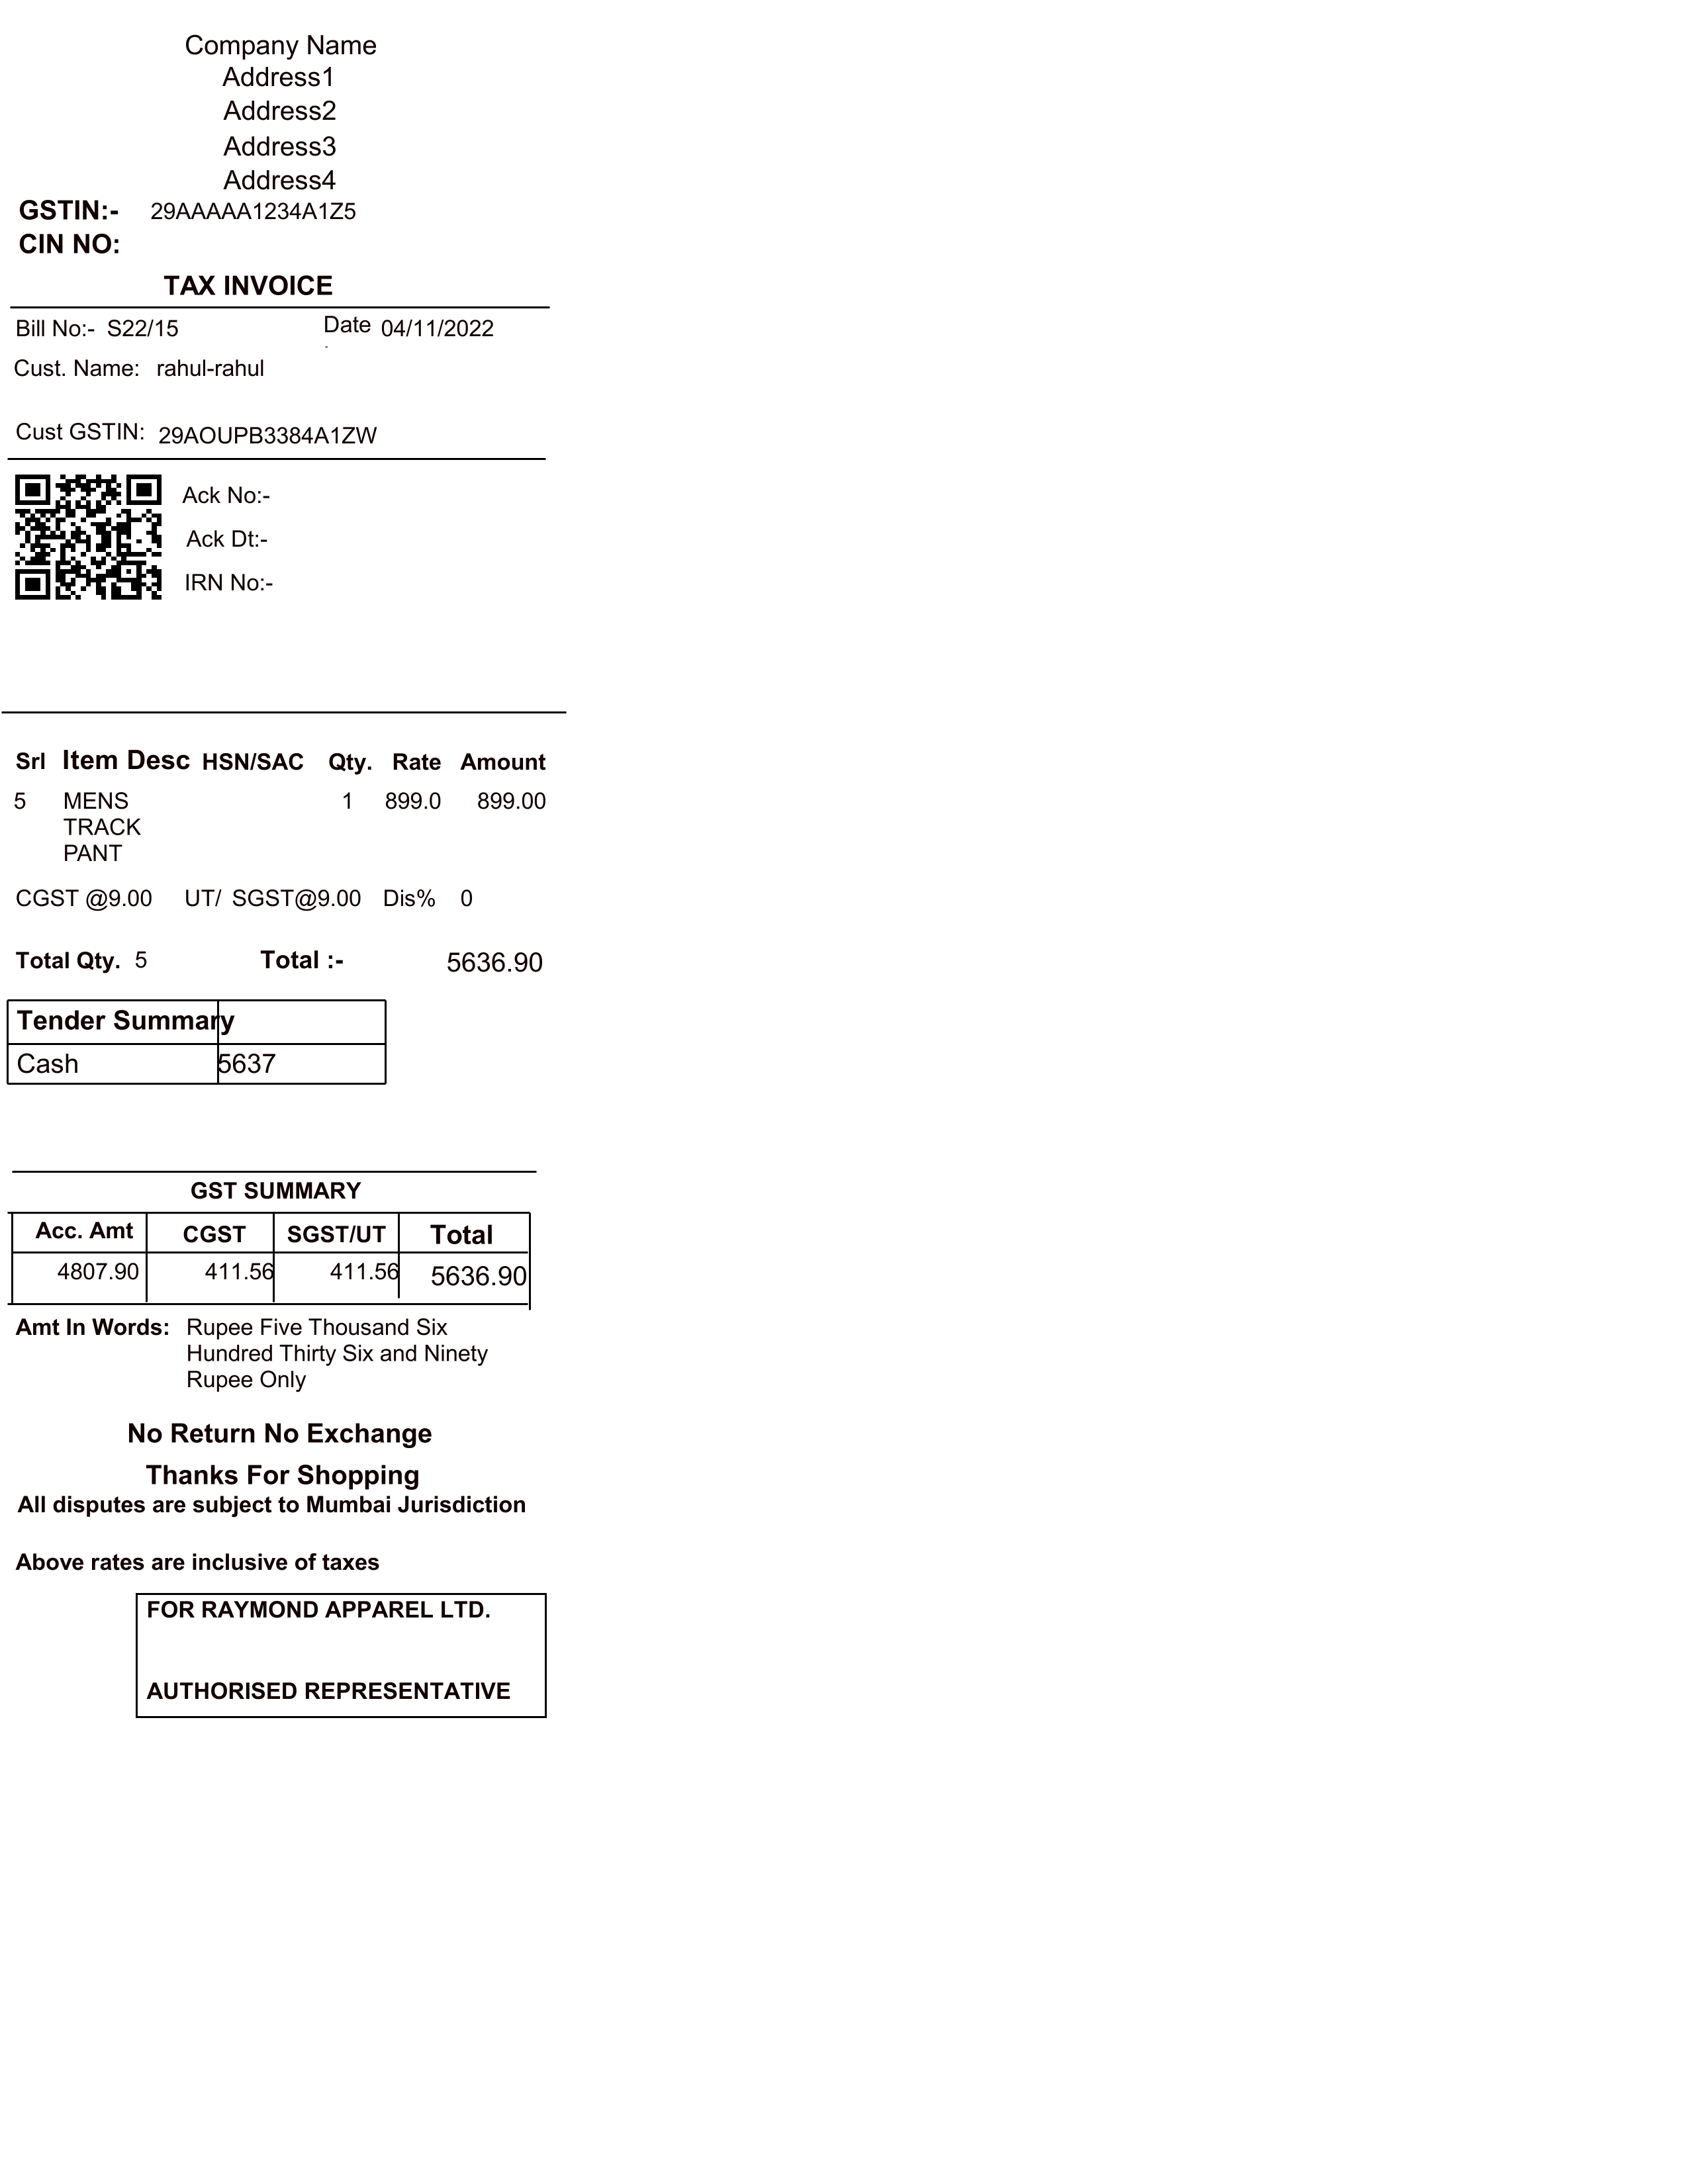 Company Name
Address1
Address2
Address3
Address4
GSTIN:- 29AAAAA1234A1Z5
CIN NO:
TAX INVOICE
Bill No:- S22/15 Date 04/11/2022
Cust. Name: rahul-rahul
Cust GSTIN: 29AOUPB3384A1ZW
Ack No:-
Ack Dt:-
IRN No:-
Srl Item Desc HSN/SAC Qty. Rate Amount
5 MENS 1 899.0 899.00
TRACK
PANT
CGST @9.00 UT/ SGST@9.00 Dis% 0
Total Qty. 5 Total :- 5636.90
Tender Summary
Cash 5637
GST SUMMARY
Acc. Amt CGST SGST/UT Total
4807.90 411.56 411.56 5636.90
Amt In Words: Rupee Five Thousand Six
Hundred Thirty Six and Ninety
Rupee Only
No Return No Exchange
Thanks For Shopping
All disputes are subject to Mumbai Jurisdiction
Above rates are inclusive of taxes
FOR RAYMOND APPAREL LTD.
AUTHORISED REPRESENTATIVE